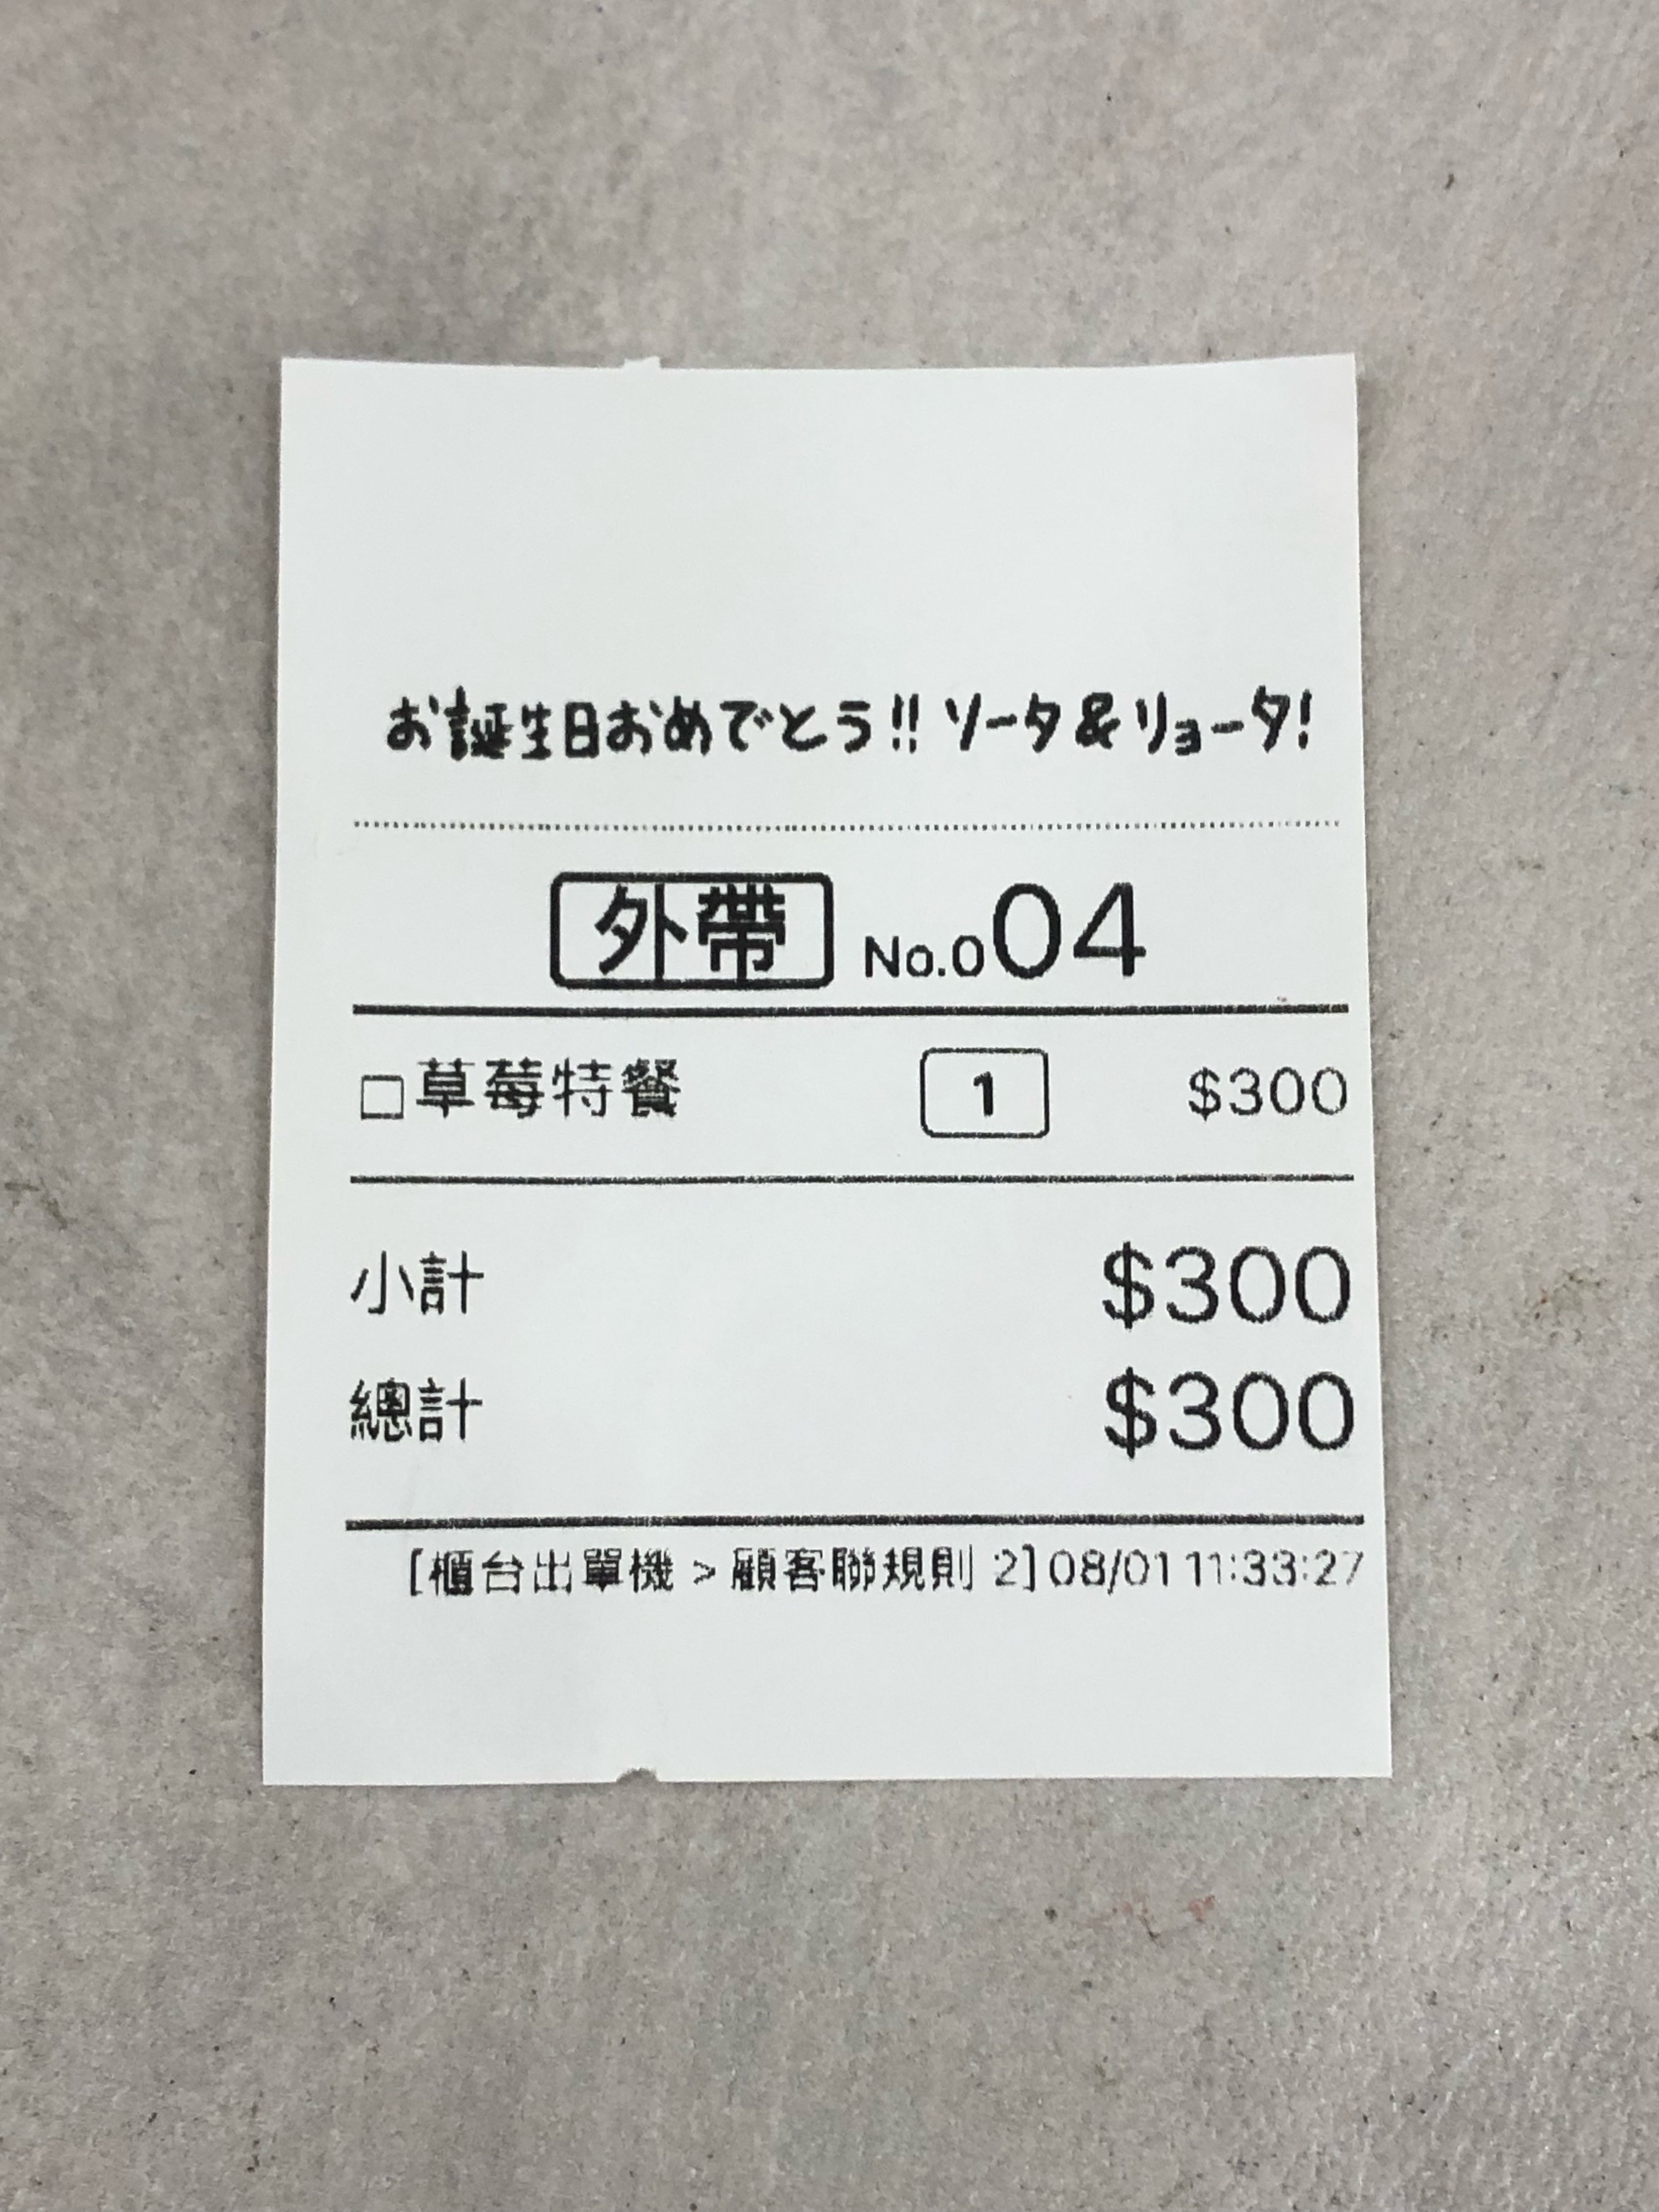 お誕生日おめでとう!! ソータ&リョータ!
外帶 No.004
□草莓特餐 1 $300
小計 $300
總計 $300
[櫃台出單機 > 顧客聯規則 2] 08/01 11:33:27